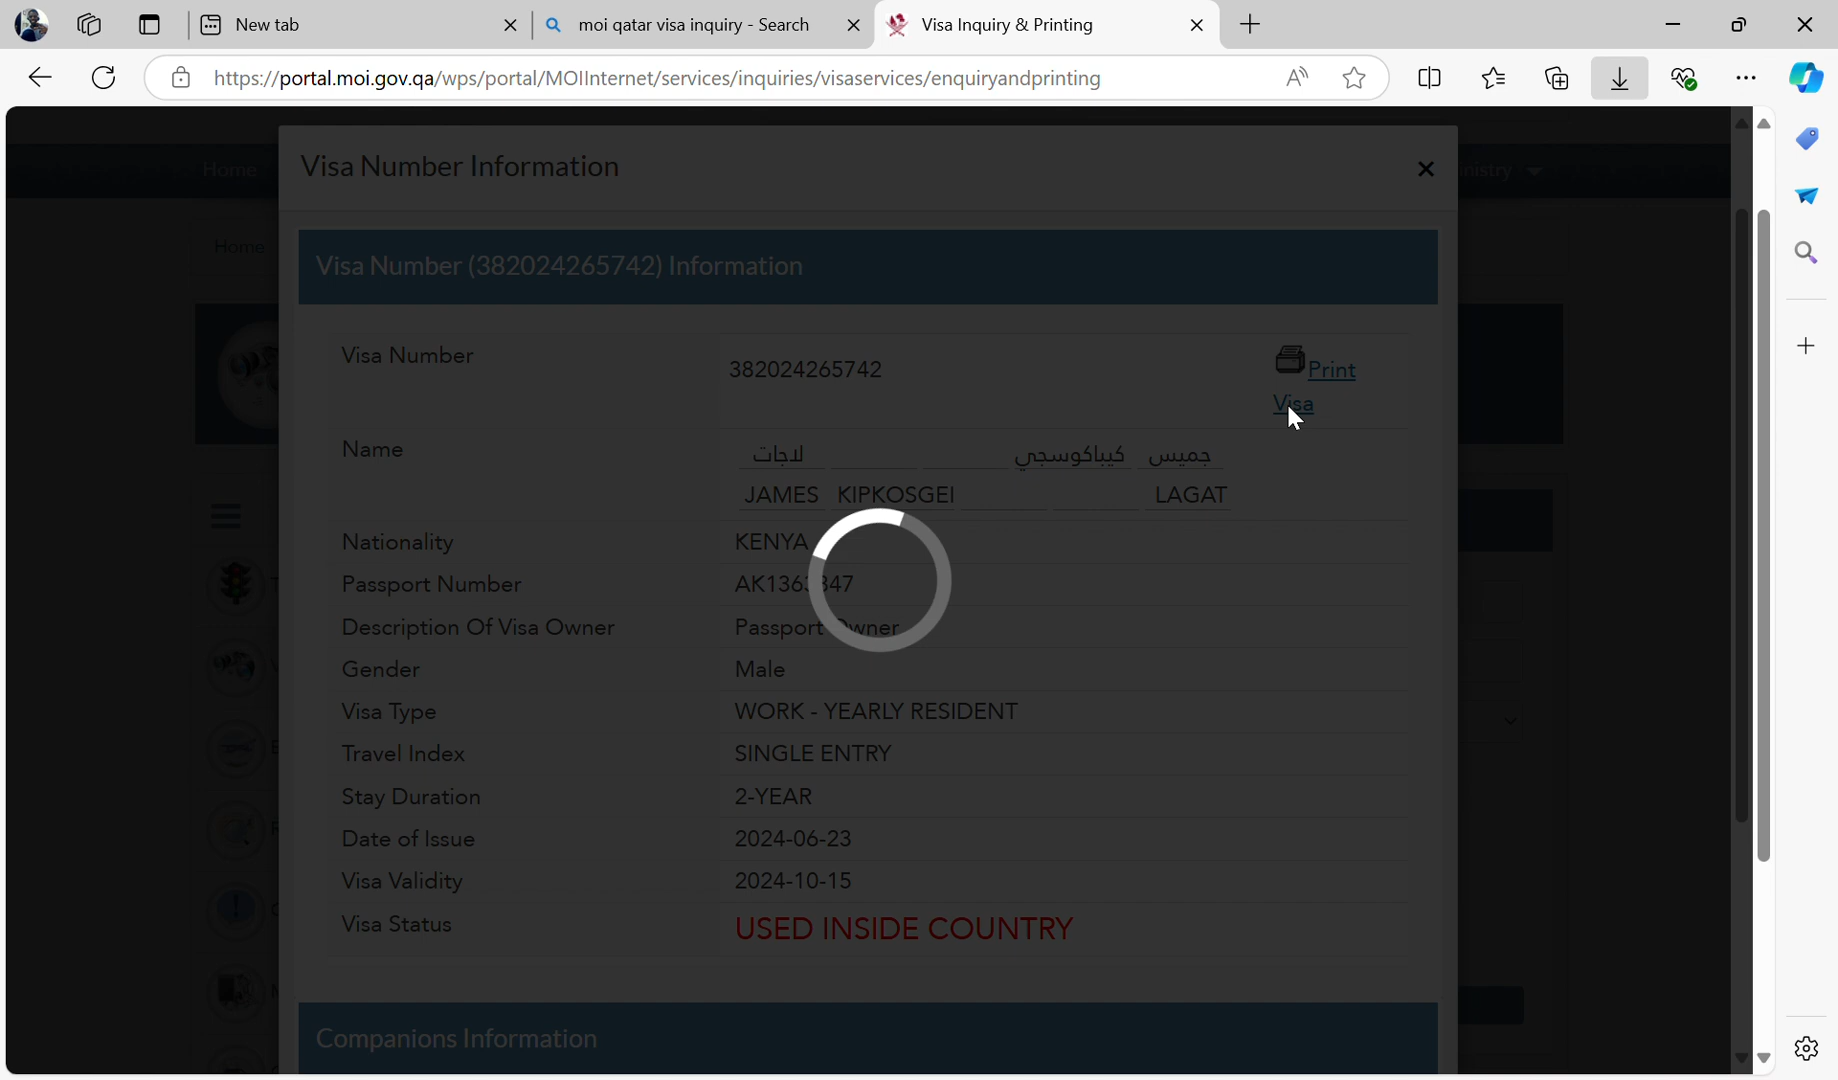 New tab
moi qatar visa inquiry - Search
Visa Inquiry & Printing
https://portal.moi.gov.qa/wps/portal/MOIInternet/services/inquiries/visaservices/enquiryandprinting
Home
Visa Number Information
inistry
Home
Visa Number (382024265742) Information
Visa Number
382024265742
Print
Visa
Name
جميس كيباكوسجي لاجات
JAMES KIPKOSGEI LAGAT
Nationality
KENYA
Passport Number
Description Of Visa Owner
Passport Owner
Gender
Male
Visa Type
WORK - YEARLY RESIDENT
Travel Index
SINGLE ENTRY
Stay Duration
2-YEAR
Date of Issue
2024-06-23
Visa Validity
2024-10-15
Visa Status
USED INSIDE COUNTRY
Companions Information